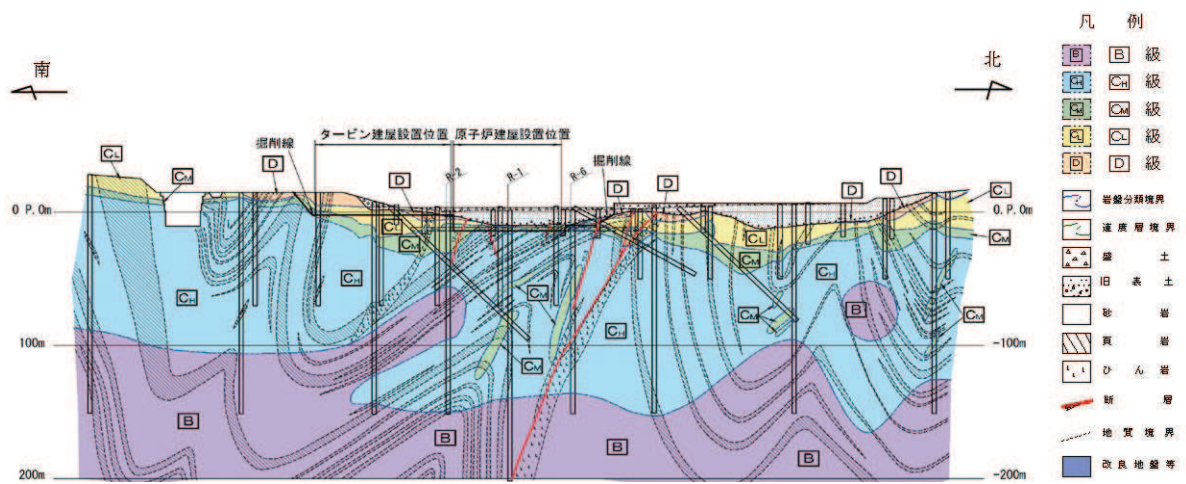 凡 例
B B 級
CH CH 級
CM CM 級
CL CL 級
D D 級
岩盤分類境界
速度層境界
盛 土
旧 表 土
砂 岩
頁 岩
ひ ん 岩
断 層
地 質 境 界
改 良 地 盤 等
南
北
タービン建屋設置位置
原子炉建屋設置位置
掘削線
掘削線
CL
CM
D
D
R-2
R-1
R-6
D
D
D
D
CL
CM
0 P.0m
O.P.0m
CL
CM
CL
CM
CH
CH
CM
CM
CH
CH
CM
CM
B
-100m
-100m
B
B
B
B
-200m
-200m